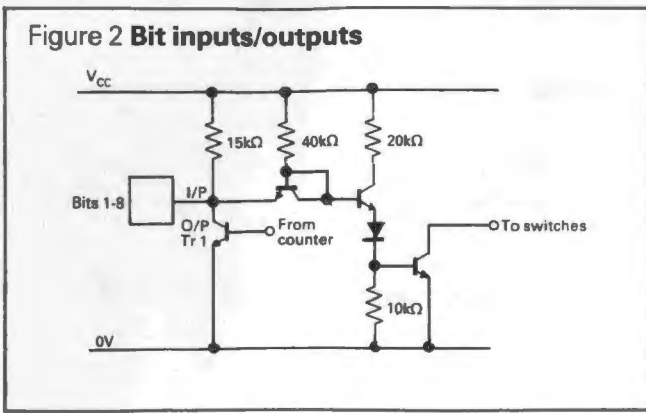 Figure 2 Bit inputs/outputs
V_CC
15kΩ
40kΩ
20kΩ
Bits 1-8
I/P
O/P
Tr 1
From
counter
To switches
10kΩ
0V